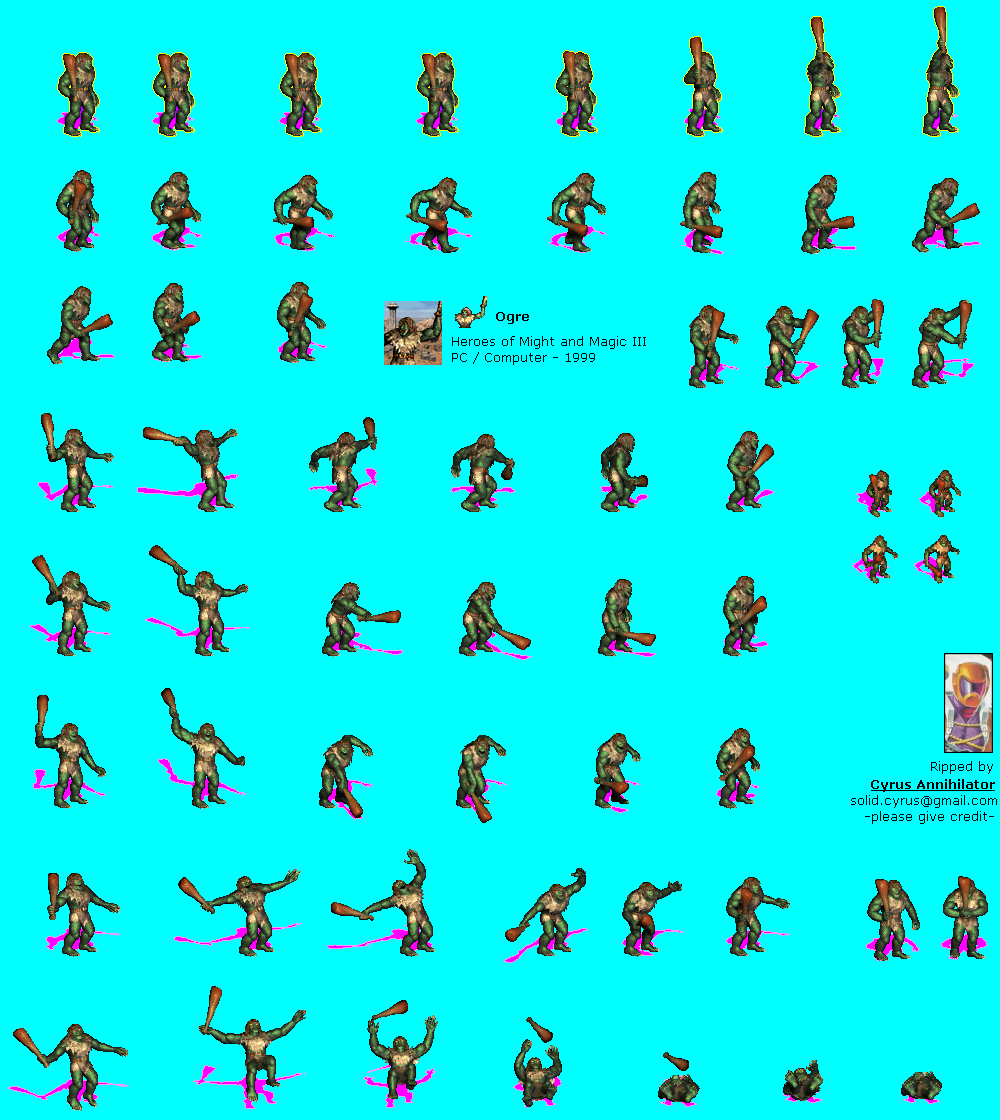 Ogre
Heroes of Might and Magic III
PC / Computer - 1999
Ripped by
Cyrus Annihilator
solid.cyrus@gmail.com
-please give credit-